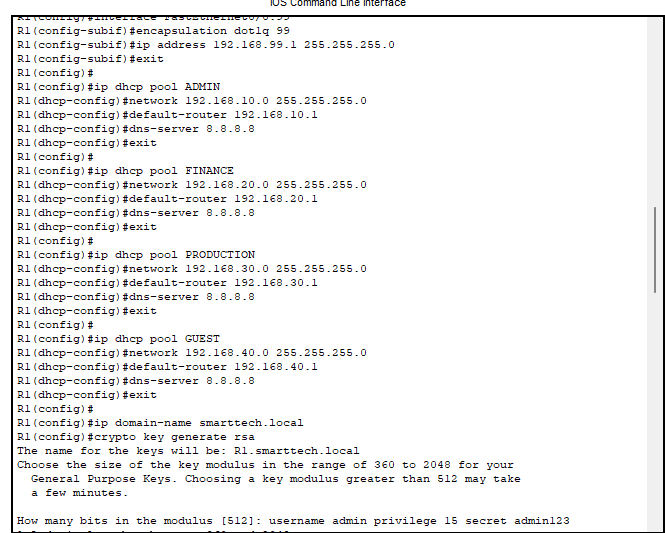 IOS Command Line Interface
R1(config)#interface FastEthernet0/0.99
R1(config-subif)#encapsulation dot1q 99
R1(config-subif)#ip address 192.168.99.1 255.255.255.0
R1(config-subif)#exit
R1(config)#
R1(config)#ip dhcp pool ADMIN
R1(dhcp-config)#network 192.168.10.0 255.255.255.0
R1(dhcp-config)#default-router 192.168.10.1
R1(dhcp-config)#dns-server 8.8.8.8
R1(dhcp-config)#exit
R1(config)#
R1(config)#ip dhcp pool FINANCE
R1(dhcp-config)#network 192.168.20.0 255.255.255.0
R1(dhcp-config)#default-router 192.168.20.1
R1(dhcp-config)#dns-server 8.8.8.8
R1(dhcp-config)#exit
R1(config)#
R1(config)#ip dhcp pool PRODUCTION
R1(dhcp-config)#network 192.168.30.0 255.255.255.0
R1(dhcp-config)#default-router 192.168.30.1
R1(dhcp-config)#dns-server 8.8.8.8
R1(dhcp-config)#exit
R1(config)#
R1(config)#ip dhcp pool GUEST
R1(dhcp-config)#network 192.168.40.0 255.255.255.0
R1(dhcp-config)#default-router 192.168.40.1
R1(dhcp-config)#dns-server 8.8.8.8
R1(dhcp-config)#exit
R1(config)#
R1(config)#ip domain-name smarttech.local
R1(config)#crypto key generate rsa
The name for the keys will be: R1.smarttech.local
Choose the size of the key modulus in the range of 360 to 2048 for your
General Purpose Keys. Choosing a key modulus greater than 512 may take
a few minutes.
How many bits in the modulus [512]: username admin privilege 15 secret admin123